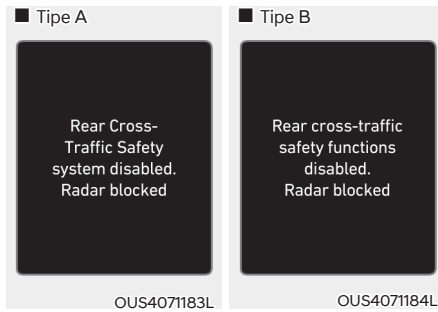 ■ Tipe A
Rear Cross-
Traffic Safety
system disabled.
Radar blocked
OUS4071183L
■ Tipe B
Rear cross-traffic
safety functions
disabled.
Radar blocked
OUS4071184L